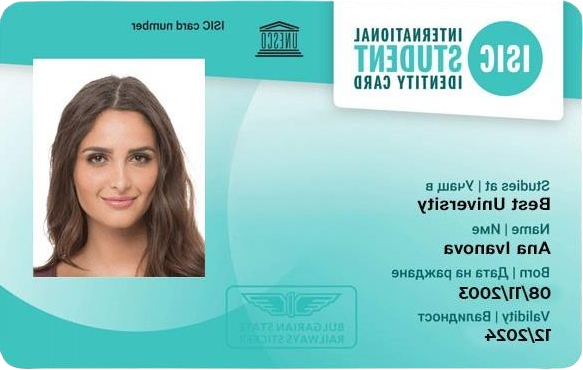 ISIC
INTERNATIONAL
STUDENT
IDENTITY CARD
UNESCO
ISIC card number
Studies at | Учащ в
Best University
Name | Име
Ana Ivanova
Born | Дата на раждане
08/11/2003
Validity | Валидност
12/2024
BULGARIAN STATE
RAILWAYS STICKER